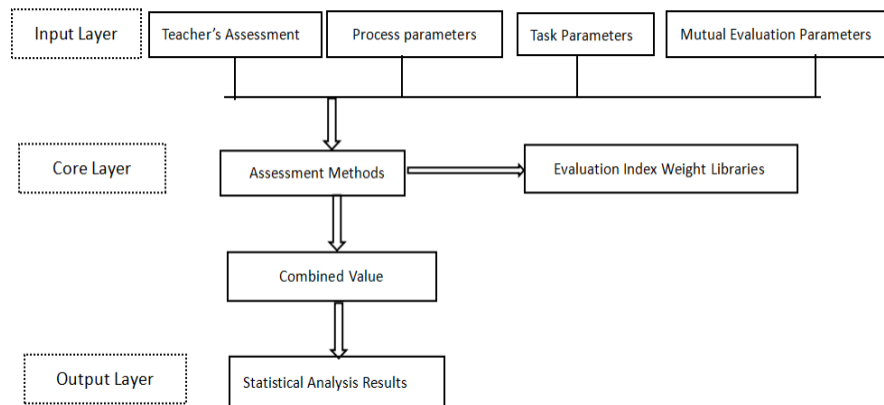 Input Layer
Teacher's Assessment
Process parameters
Task Parameters
Mutual Evaluation Parameters
Core Layer
Assessment Methods
Evaluation Index Weight Libraries
Combined Value
Output Layer
Statistical Analysis Results